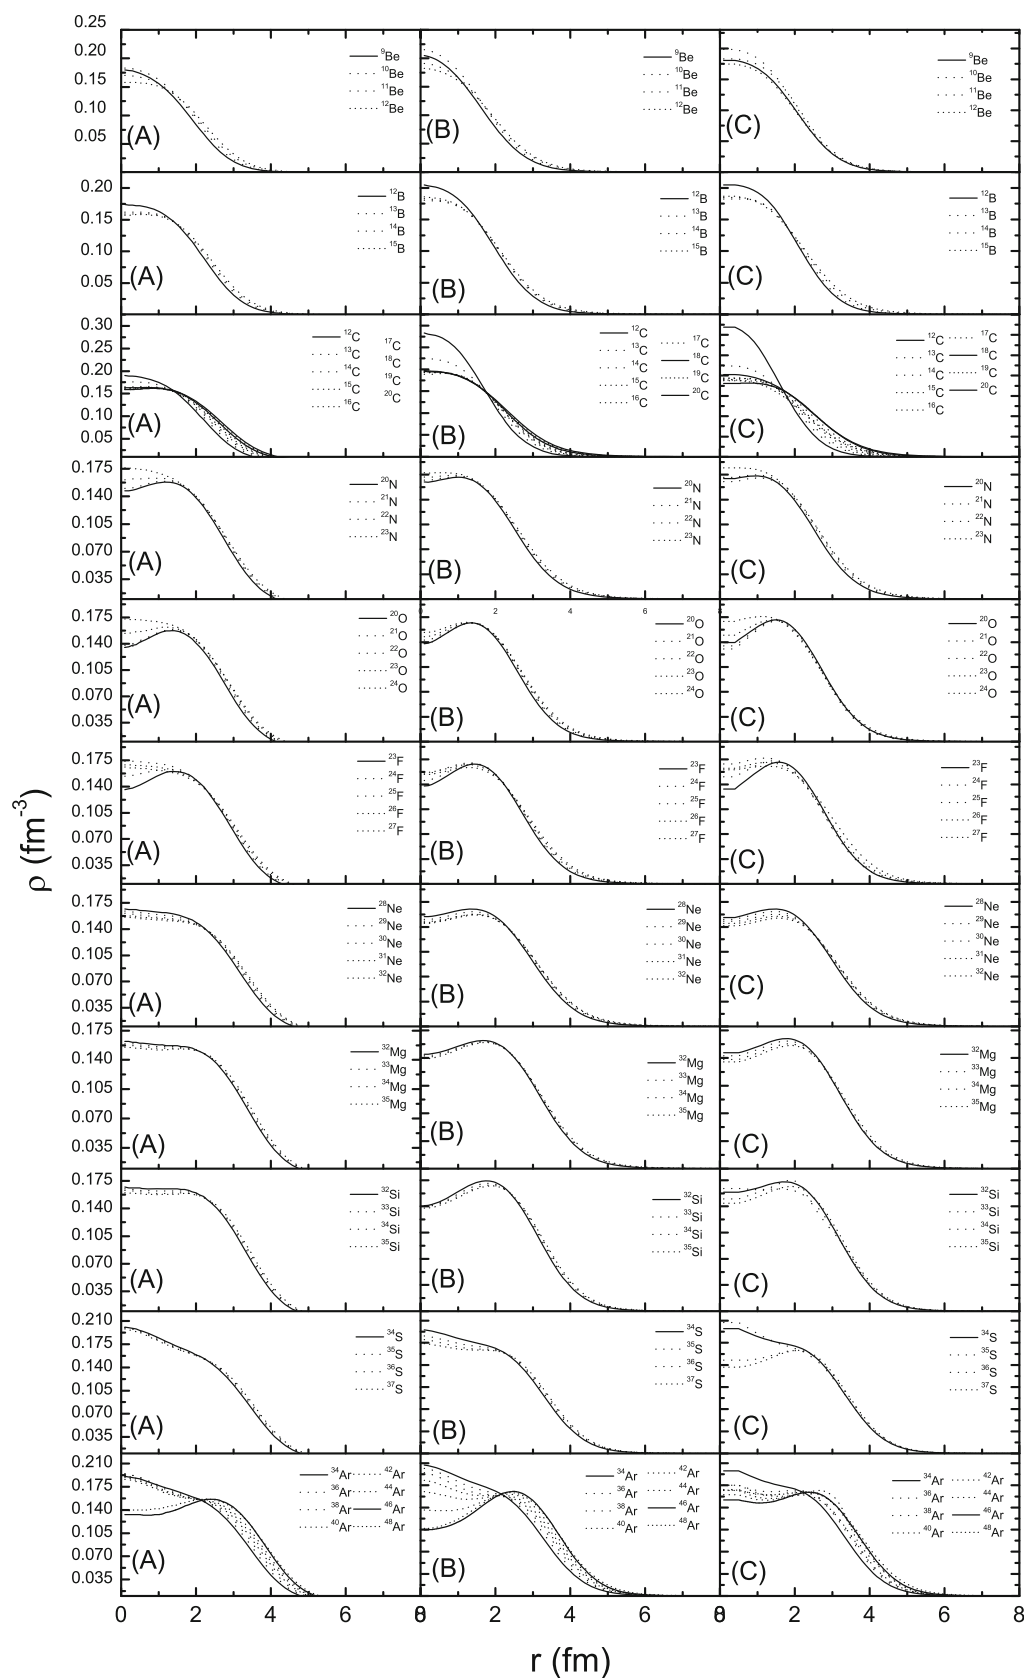 0.25
0.20
0.15
0.10
0.05
(A)
⁹Be
¹⁰Be
¹¹Be
¹²Be
(B)
⁹Be
¹⁰Be
¹¹Be
¹²Be
(C)
⁹Be
¹⁰Be
¹¹Be
¹²Be
0.20
0.15
0.10
0.05
(A)
¹²B
¹³B
¹⁴B
¹⁵B
(B)
¹²B
¹³B
¹⁴B
¹⁵B
(C)
¹²B
¹³B
¹⁴B
¹⁵B
0.30
0.25
0.20
0.15
0.10
0.05
(A)
¹²C
¹³C
¹⁴C
¹⁵C
¹⁶C
¹⁷C
¹⁸C
¹⁹C
²⁰C
(B)
¹²C
¹³C
¹⁴C
¹⁵C
¹⁶C
¹⁷C
¹⁸C
¹⁹C
²⁰C
(C)
¹²C
¹³C
¹⁴C
¹⁵C
¹⁶C
¹⁷C
¹⁸C
¹⁹C
²⁰C
0.175
0.140
0.105
0.070
0.035
(A)
²⁰N
²¹N
²²N
²³N
(B)
²⁰N
²¹N
²²N
²³N
(C)
²⁰N
²¹N
²²N
²³N
0 2 4 6 8
0.175
0.140
0.105
0.070
0.035
(A)
²⁰O
²¹O
²²O
²³O
²⁴O
(B)
²⁰O
²¹O
²²O
²³O
²⁴O
(C)
²⁰O
²¹O
²²O
²³O
²⁴O
ρ (fm⁻³)
0.175
0.140
0.105
0.070
0.035
(A)
²³F
²⁴F
²⁵F
²⁶F
²⁷F
(B)
²³F
²⁴F
²⁵F
²⁶F
²⁷F
(C)
²³F
²⁴F
²⁵F
²⁶F
²⁷F
0.175
0.140
0.105
0.070
0.035
(A)
²⁸Ne
²⁹Ne
³⁰Ne
³¹Ne
³²Ne
(B)
²⁸Ne
²⁹Ne
³⁰Ne
³¹Ne
³²Ne
(C)
²⁸Ne
²⁹Ne
³⁰Ne
³¹Ne
³²Ne
0.175
0.140
0.105
0.070
0.035
(A)
³²Mg
³³Mg
³⁴Mg
³⁵Mg
(B)
³²Mg
³³Mg
³⁴Mg
³⁵Mg
(C)
³²Mg
³³Mg
³⁴Mg
³⁵Mg
0.175
0.140
0.105
0.070
0.035
(A)
³²Si
³³Si
³⁴Si
³⁵Si
(B)
³²Si
³³Si
³⁴Si
³⁵Si
(C)
³²Si
³³Si
³⁴Si
³⁵Si
0.210
0.175
0.140
0.105
0.070
0.035
(A)
³⁴S
³⁵S
³⁶S
³⁷S
(B)
³⁴S
³⁵S
³⁶S
³⁷S
(C)
³⁴S
³⁵S
³⁶S
³⁷S
0.210
0.175
0.140
0.105
0.070
0.035
(A)
³⁴Ar
³⁶Ar
³⁸Ar
⁴⁰Ar
⁴²Ar
⁴⁴Ar
⁴⁶Ar
⁴⁸Ar
(B)
³⁴Ar
³⁶Ar
³⁸Ar
⁴⁰Ar
⁴²Ar
⁴⁴Ar
⁴⁶Ar
⁴⁸Ar
(C)
³⁴Ar
³⁶Ar
³⁸Ar
⁴⁰Ar
⁴²Ar
⁴⁴Ar
⁴⁶Ar
⁴⁸Ar
0 2 4 6 8 0 2 4 6 8 0 2 4 6 8
r (fm)